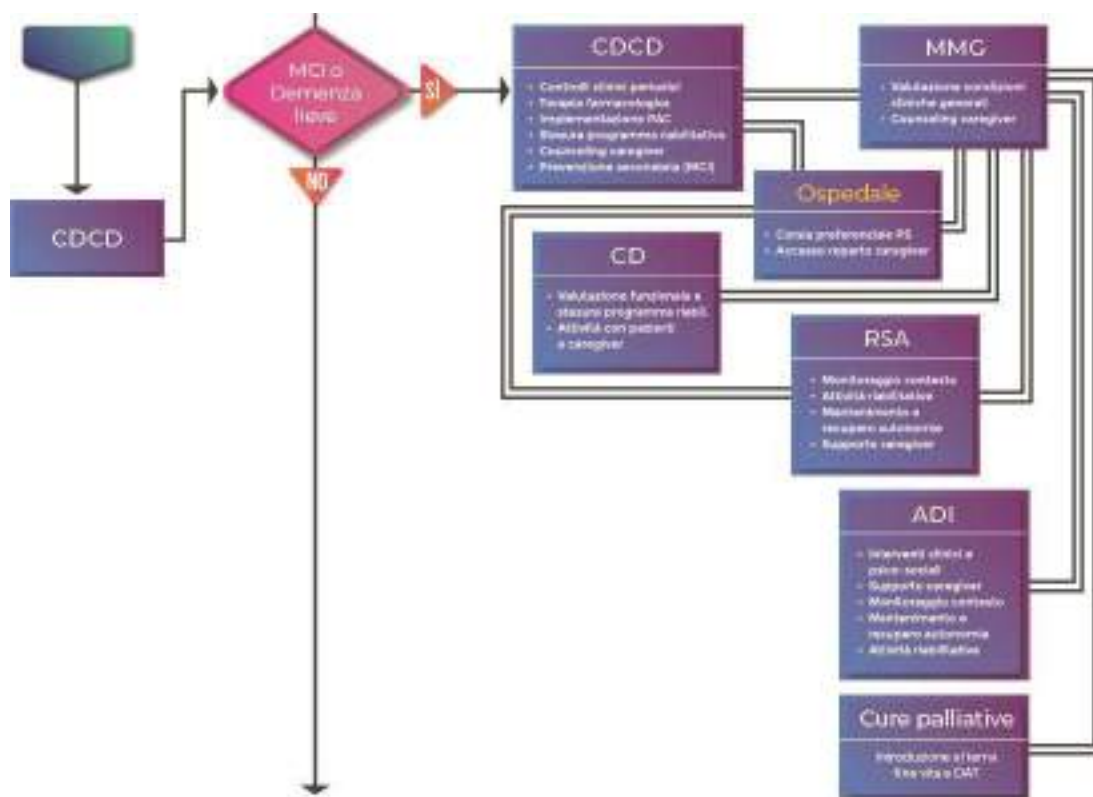 CDCD
MCI o
Demenza
lieve
SÌ
NO
CDCD
• Controlli clinici periodici
• Terapia farmacologica
• Implementazione PAC
• Stesura programma riabilitativo
• Counseling caregiver
• Prevenzione secondaria (MCI)
MMG
• Valutazione condizioni
cliniche generali
• Counseling caregiver
Ospedale
• Corsia preferenziale PS
• Accesso reparto caregiver
CD
• Valutazione funzionale e
stesura programma riabil.
• Attività con pazienti
e caregiver
RSA
• Monitoraggio contesto
• Attività riabilitative
• Mantenimento e
recupero autonomie
• Supporto caregiver
ADI
• Interventi clinici e
psico-sociali
• Supporto caregiver
• Monitoraggio contesto
• Mantenimento e
recupero autonomia
• Attività riabilitative
Cure palliative
Introduzione al tema
fine vita e DAT